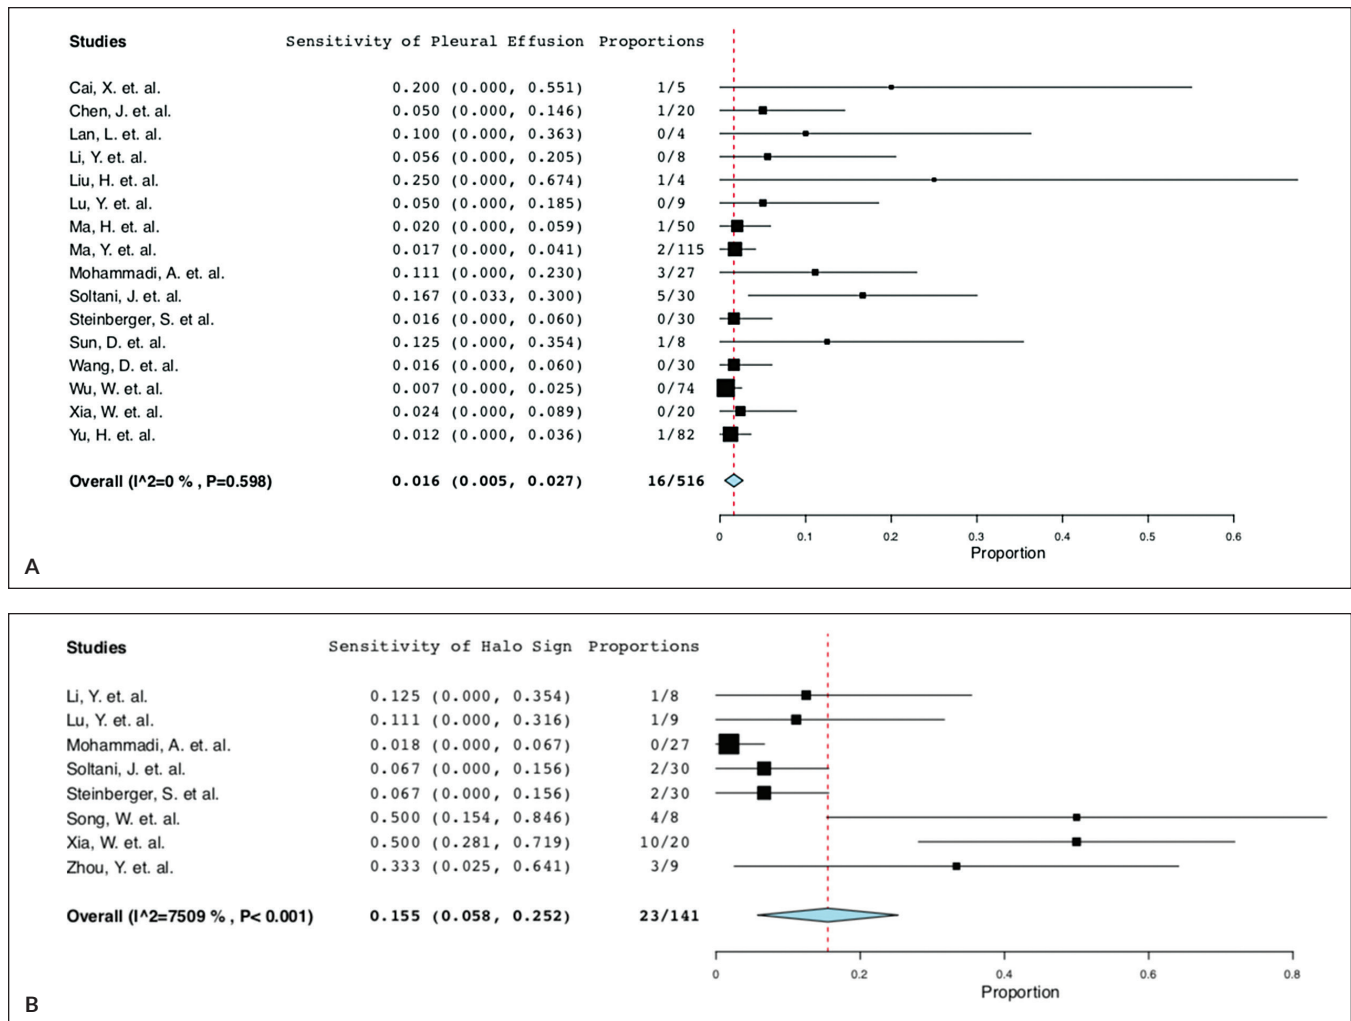 Studies Sensitivity of Pleural Effusion Proportions
Cai, X. et. al. 0.200 (0.000, 0.551) 1/5
Chen, J. et. al. 0.050 (0.000, 0.146) 1/20
Lan, L. et. al. 0.100 (0.000, 0.363) 0/4
Li, Y. et. al. 0.056 (0.000, 0.205) 0/8
Liu, H. et. al. 0.250 (0.000, 0.674) 1/4
Lu, Y. et. al. 0.050 (0.000, 0.185) 0/9
Ma, H. et. al. 0.020 (0.000, 0.059) 1/50
Ma, Y. et. al. 0.017 (0.000, 0.041) 2/115
Mohammadi, A. et. al. 0.111 (0.000, 0.230) 3/27
Soltani, J. et. al. 0.167 (0.033, 0.300) 5/30
Steinberger, S. et al. 0.016 (0.000, 0.060) 0/30
Sun, D. et. al. 0.125 (0.000, 0.354) 1/8
Wang, D. et. al. 0.016 (0.000, 0.060) 0/30
Wu, W. et. al. 0.007 (0.000, 0.025) 0/74
Xia, W. et. al. 0.024 (0.000, 0.089) 0/20
Yu, H. et. al. 0.012 (0.000, 0.036) 1/82
Overall (I^2=0 % , P=0.598) 0.016 (0.005, 0.027) 16/516
0 0.1 0.2 0.3 0.4 0.5 0.6
Proportion
A
Studies Sensitivity of Halo Sign Proportions
Li, Y. et. al. 0.125 (0.000, 0.354) 1/8
Lu, Y. et. al. 0.111 (0.000, 0.316) 1/9
Mohammadi, A. et. al. 0.018 (0.000, 0.067) 0/27
Soltani, J. et. al. 0.067 (0.000, 0.156) 2/30
Steinberger, S. et al. 0.067 (0.000, 0.156) 2/30
Song, W. et. al. 0.500 (0.154, 0.846) 4/8
Xia, W. et. al. 0.500 (0.281, 0.719) 10/20
Zhou, Y. et. al. 0.333 (0.025, 0.641) 3/9
Overall (I^2=7509 % , P< 0.001) 0.155 (0.058, 0.252) 23/141
0 0.2 0.4 0.6 0.8
Proportion
B